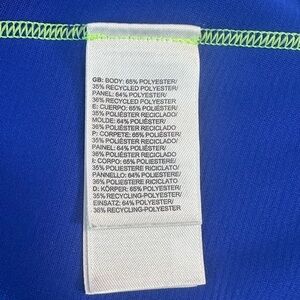 GB: BODY: 65% POLYESTER/
35% RECYCLED POLYESTER/
PANEL: 64% POLYESTER/
36% RECYCLED POLYESTER
E: CUERPO: 65% POLIÉSTER/
35% POLIÉSTER RECICLADO/
MOLDE: 64% POLIÉSTER/
36% POLIÉSTER RECICLADO
P: CORPETE: 65% POLIÉSTER/
35% POLIÉSTER RICICLADO/
PANEL: 64% POLIÉSTER/
36% POLIÉSTER RICICLADO
I: CORPO: 65% POLIESTERE/
35% POLIESTERE RICICLATO/
PANNELLO: 64% POLIESTERE/
36% POLIESTERE RICICLATO
D: KÖRPER: 65% POLYESTER/
35% RECYCLING-POLYESTER/
EINSATZ: 64% POLYESTER/
36% RECYCLING-POLYESTER